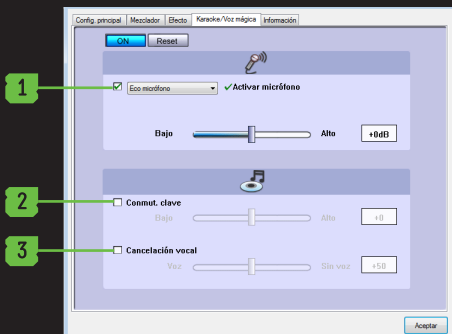 Config. principal Mezclador Efecto Karaoke/Voz mágica Información
ON Reset
1 Eco micrófono Activar micrófono
Bajo Alto +0dB
2 Conmut. clave
Bajo Alto +0
3 Cancelación vocal
Voz Sin voz +50
Aceptar